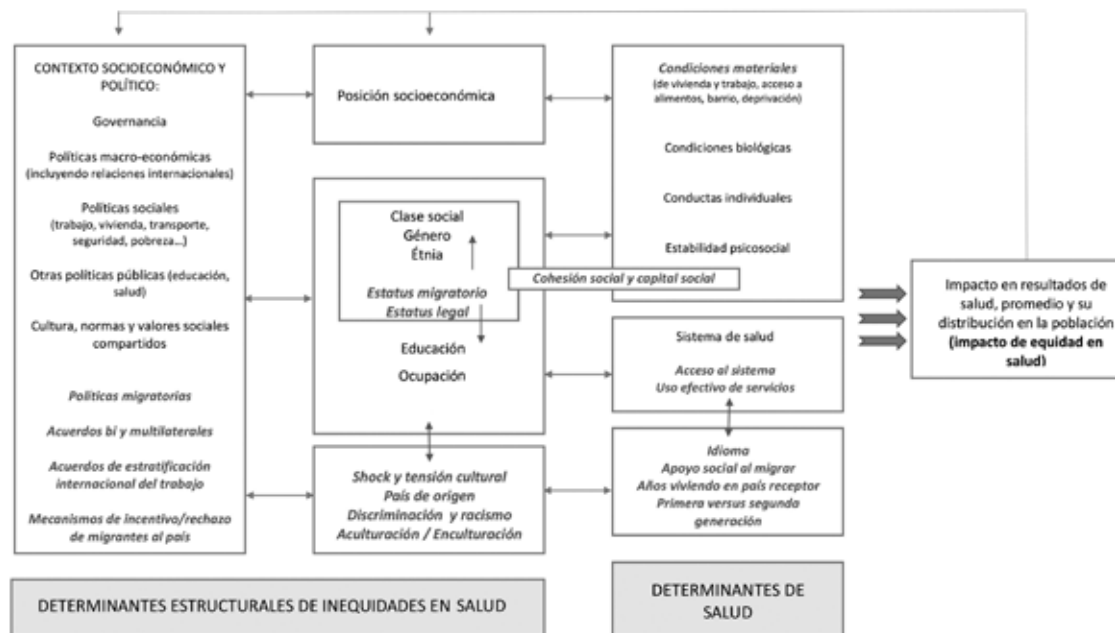 CONTEXTO SOCIOECONÓMICO Y
POLÍTICO:
Governancia
Políticas macro-económicas
(incluyendo relaciones internacionales)
Políticas sociales
(trabajo, vivienda, transporte,
seguridad, pobreza...)
Otras políticas públicas (educación,
salud)
Cultura, normas y valores sociales
compartidos
Políticas migratorias
Acuerdos bi y multilaterales
Acuerdos de estratificación
internacional del trabajo
Mecanismos de incentivo/rechazo
de migrantes al país
Posición socioeconómica
Clase social
Género
Étnia
Estatus migratorio
Estatus legal
Educación
Ocupación
Shock y tensión cultural
País de origen
Discriminación y racismo
Aculturación / Enculturación
Condiciones materiales
(de vivienda y trabajo, acceso a
alimentos, barrio, deprivación)
Condiciones biológicas
Conductas individuales
Estabilidad psicosocial
Cohesión social y capital social
Sistema de salud
Acceso al sistema
Uso efectivo de servicios
Idioma
Apoyo social al migrar
Años viviendo en país receptor
Primera versus segunda
generación
Impacto en resultados de
salud, promedio y su
distribución en la población
(impacto de equidad en
salud)
DETERMINANTES ESTRUCTURALES DE INEQUIDADES EN SALUD
DETERMINANTES DE
SALUD